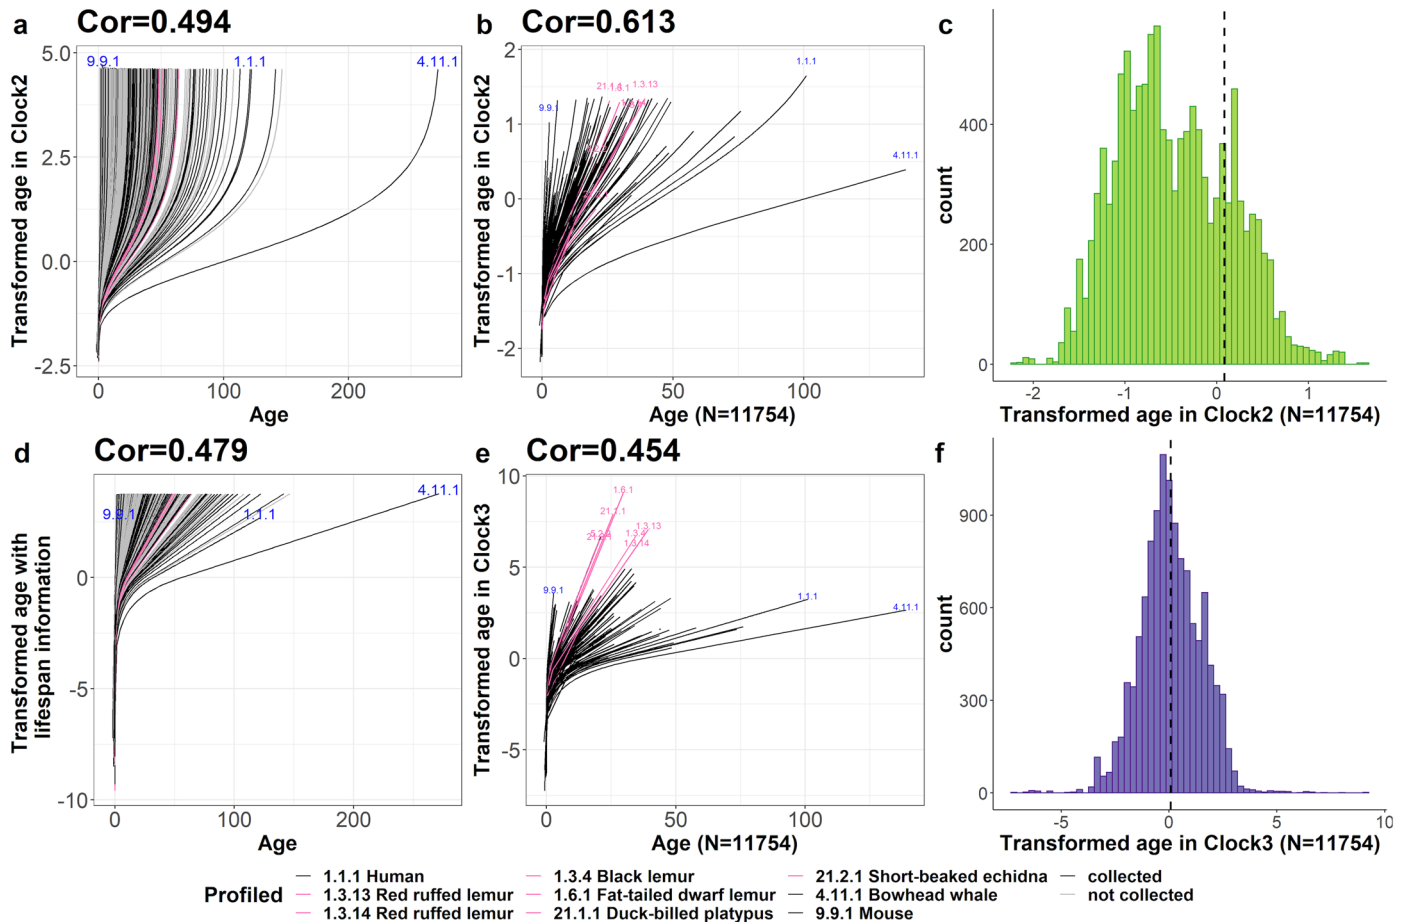 a Cor=0.494
Transformed age in Clock2
5.0
2.5
0.0
-2.5
9.9.1 1.1.1 4.11.1
0 100 200
Age
b Cor=0.613
Transformed age in Clock2
2
1
0
-1
-2
9.9.1
1.3.13
1.1.1
4.11.1
0 50 100
Age (N=11754)
c
count
400
200
0
-2 -1 0 1
Transformed age in Clock2 (N=11754)
d Cor=0.479
Transformed age with
lifespan information
0
-5
-10
9.9.1 1.1.1 4.11.1
0 100 200
Age
e Cor=0.454
Transformed age in Clock3
10
5
0
-5
1.6.1
21.1.1
1.3.13
1.3.4
1.3.14
9.9.1
1.1.1
4.11.1
0 50 100
Age (N=11754)
f
count
900
600
300
0
-5 0 5 10
Transformed age in Clock3 (N=11754)
Profiled
1.1.1 Human
1.3.13 Red ruffed lemur
1.3.14 Red ruffed lemur
1.3.4 Black lemur
1.6.1 Fat-tailed dwarf lemur
21.1.1 Duck-billed platypus
21.2.1 Short-beaked echidna
4.11.1 Bowhead whale
9.9.1 Mouse
collected
not collected